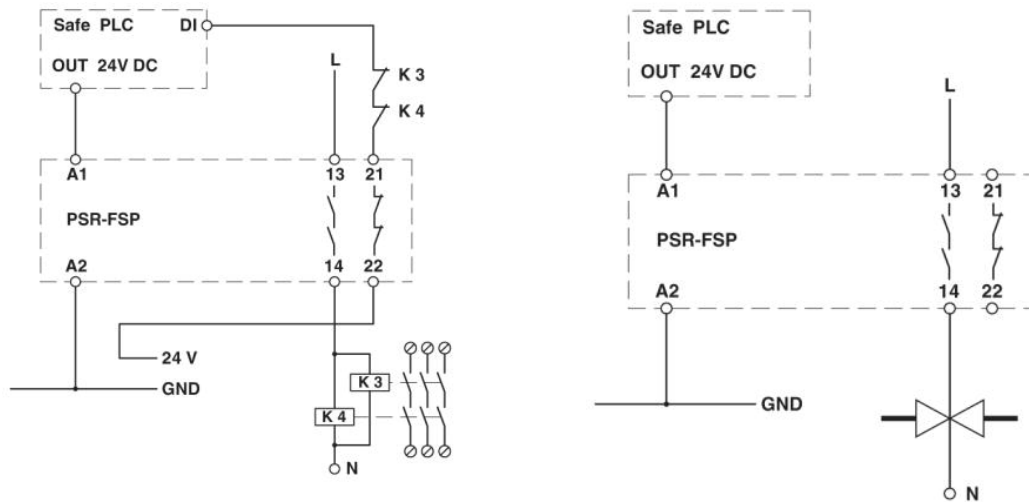 Safe PLC DI
OUT 24V DC
L
K 3
K 4
A1 13 21
PSR-FSP
A2 14 22
24 V
GND
K 3
K 4
N
Safe PLC
OUT 24V DC
L
A1 13 21
PSR-FSP
A2 14 22
GND
N